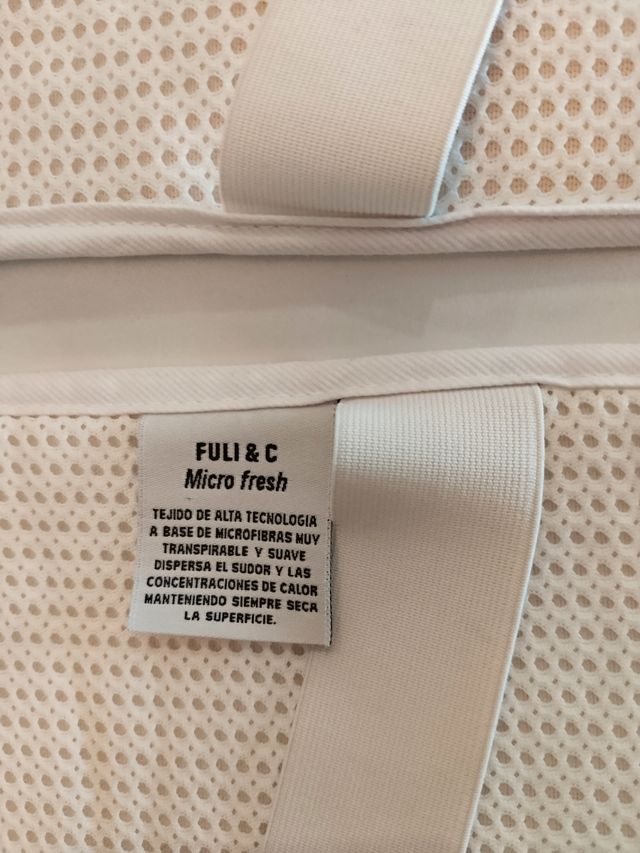 FULI & C
Micro fresh
TEJIDO DE ALTA TECNOLOGIA
A BASE DE MICROFIBRAS MUY
TRANSPIRABLE Y SUAVE
DISPERSA EL SUDOR Y LAS
CONCENTRACIONES DE CALOR
MANTENIENDO SIEMPRE SECA
LA SUPERFICIE.